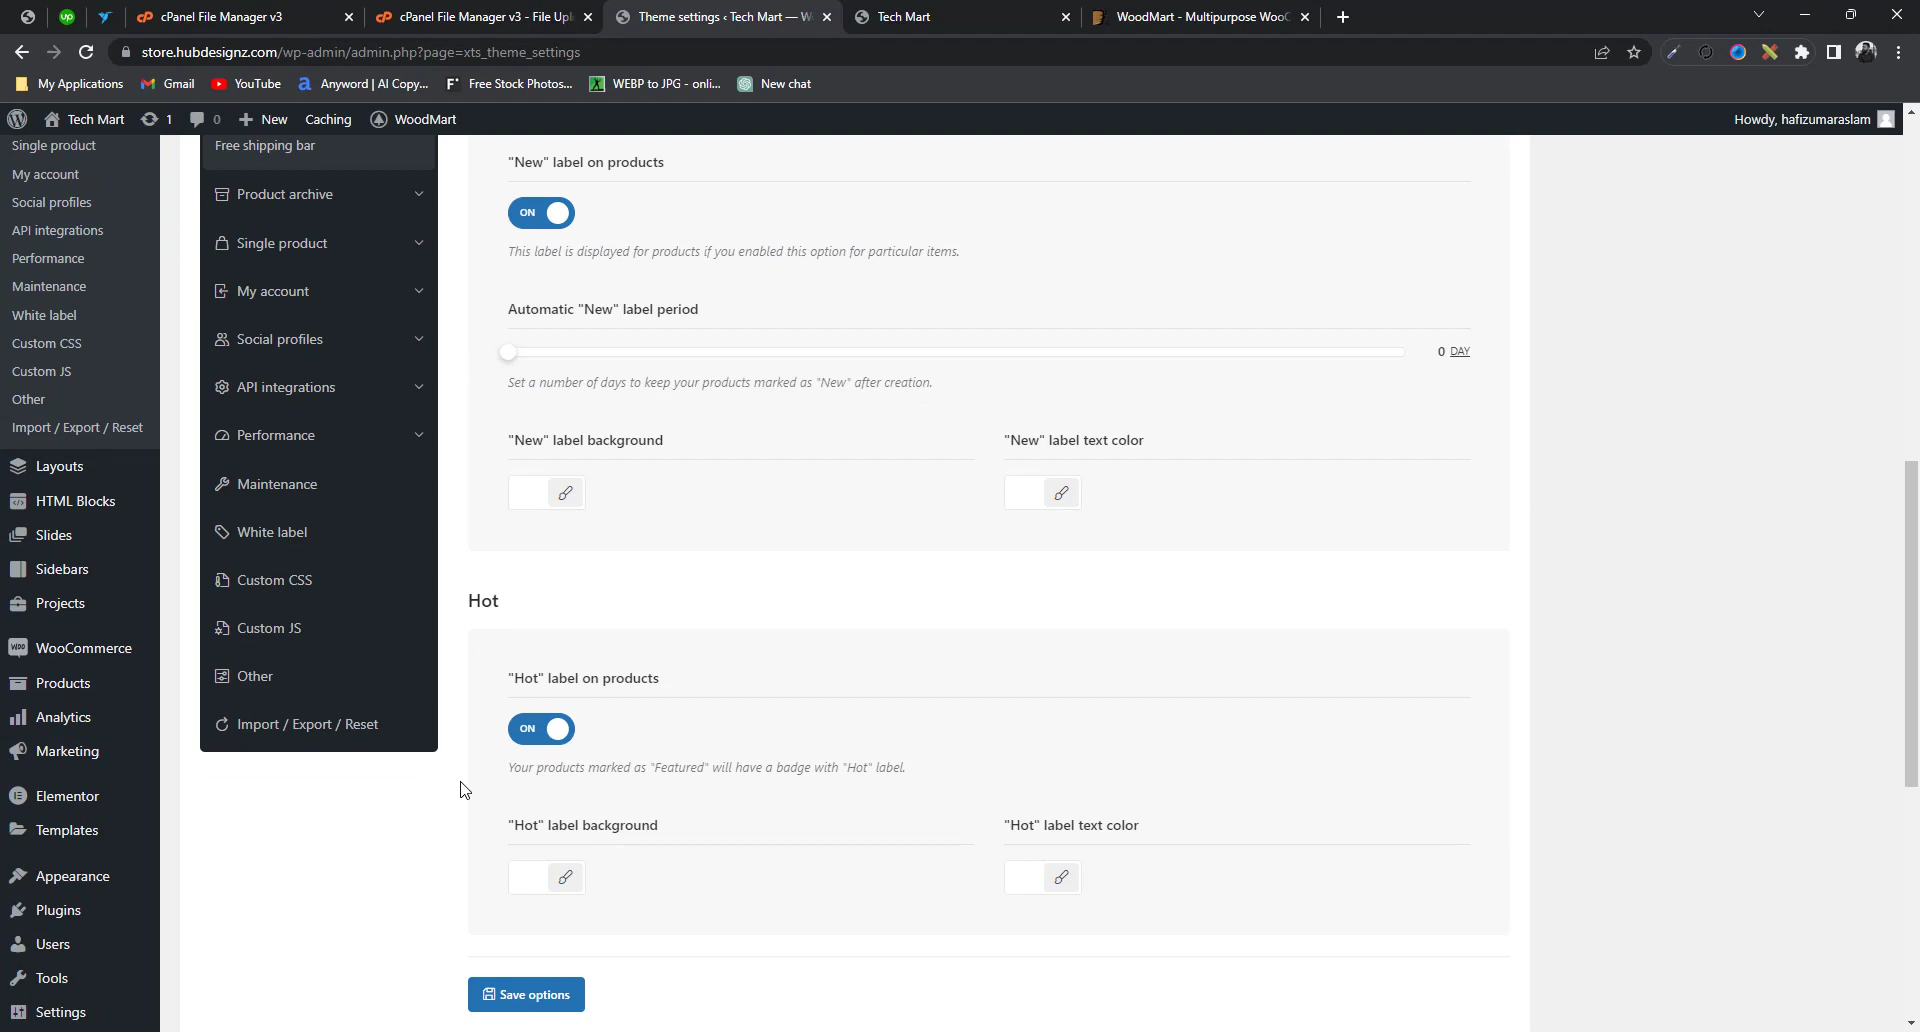 cPanel File Manager v3
cPanel File Manager v3 - File Upl
Theme settings ‹ Tech Mart — W
Tech Mart
WoodMart - Multipurpose WooC
store.hubdesignz.com/wp-admin/admin.php?page=xts_theme_settings
My Applications
Gmail
YouTube
Anyword | AI Copy...
Free Stock Photos...
WEBP to JPG - onli...
New chat
Tech Mart
1
0
New
Caching
WoodMart
Howdy, hafizumaraslam
Single product
My account
Social profiles
API integrations
Performance
Maintenance
White label
Custom CSS
Custom JS
Other
Import / Export / Reset
Layouts
HTML Blocks
Slides
Sidebars
Projects
WooCommerce
Products
Analytics
Marketing
Elementor
Templates
Appearance
Plugins
Users
Tools
Settings
Free shipping bar
Product archive
Single product
My account
Social profiles
API integrations
Performance
Maintenance
White label
Custom CSS
Custom JS
Other
Import / Export / Reset
"New" label on products
ON
This label is displayed for products if you enabled this option for particular items.
Automatic "New" label period
0 DAY
Set a number of days to keep your products marked as "New" after creation.
"New" label background
"New" label text color
Hot
"Hot" label on products
ON
Your products marked as "Featured" will have a badge with "Hot" label.
"Hot" label background
"Hot" label text color
Save options